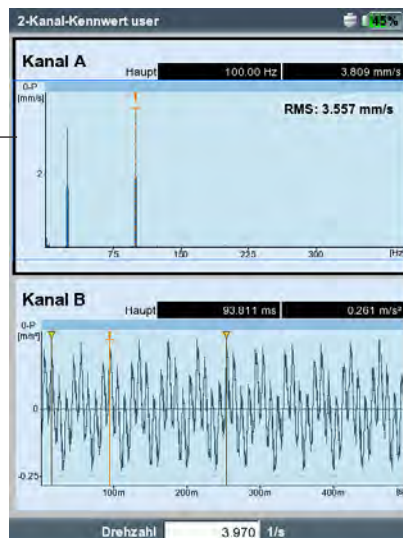 2-Kanal-Kennwert user 45%
Kanal A
Haupt 100.00 Hz 3.809 mm/s
0-P
[mm/s]
RMS: 3.557 mm/s
2
75 150 225 300 [Hz
Kanal B
Haupt 93.811 ms 0.261 m/s²
0-P
[m/s²]
0
-0.25
100m 200m 300m 400m
Drehzahl 3.970 1/s